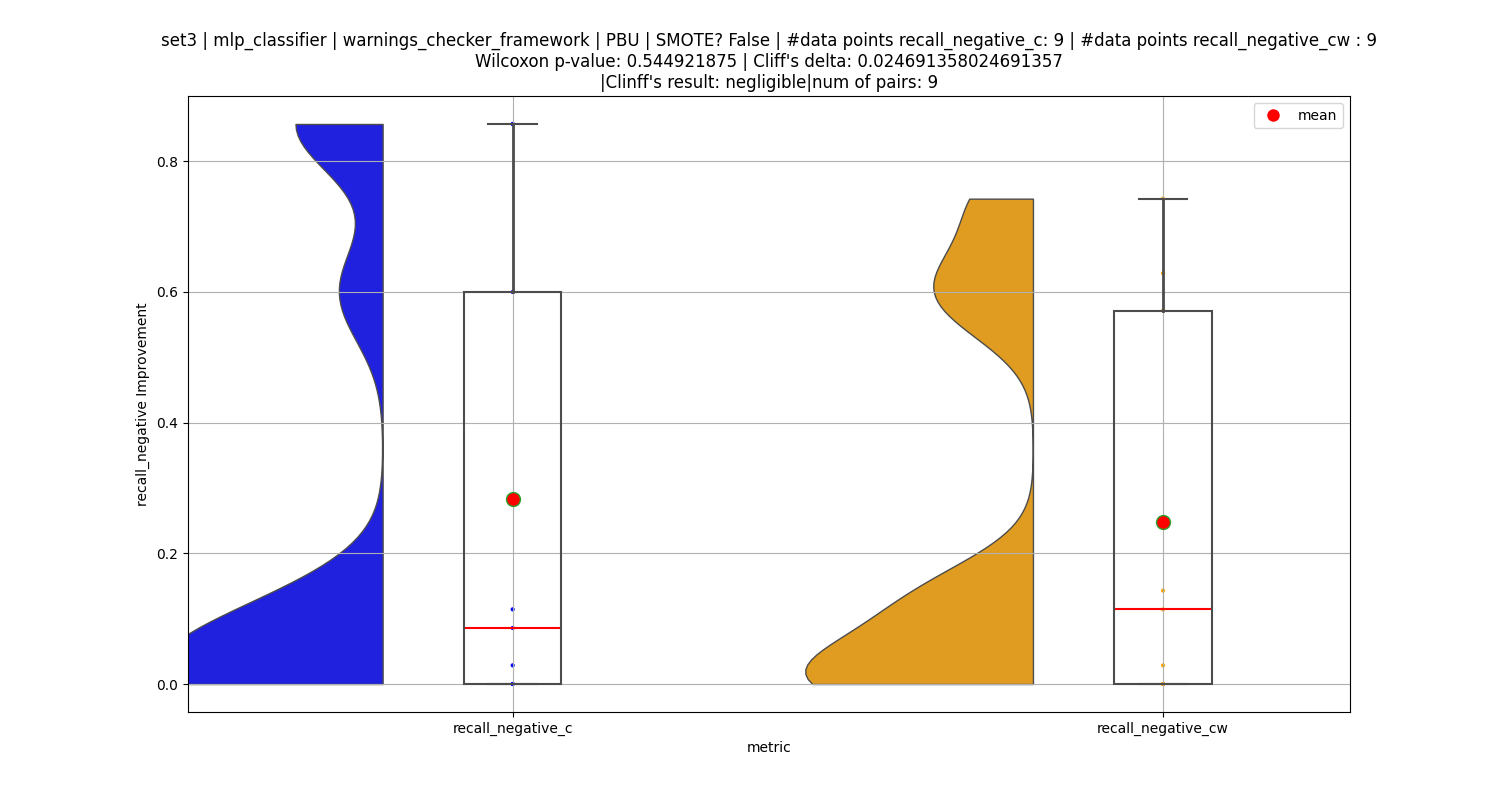 set3 | mlp_classifier | warnings_checker_framework | PBU | SMOTE? False | #data points recall_negative_c: 9 | #data points recall_negative_cw : 9
Wilcoxon p-value: 0.544921875 | Cliff's delta: 0.024691358024691357
|Clinff's result: negligible|num of pairs: 9
mean
0.8
0.6
0.4
0.2
0.0
recall_negative Improvement
recall_negative_c
recall_negative_cw
metric